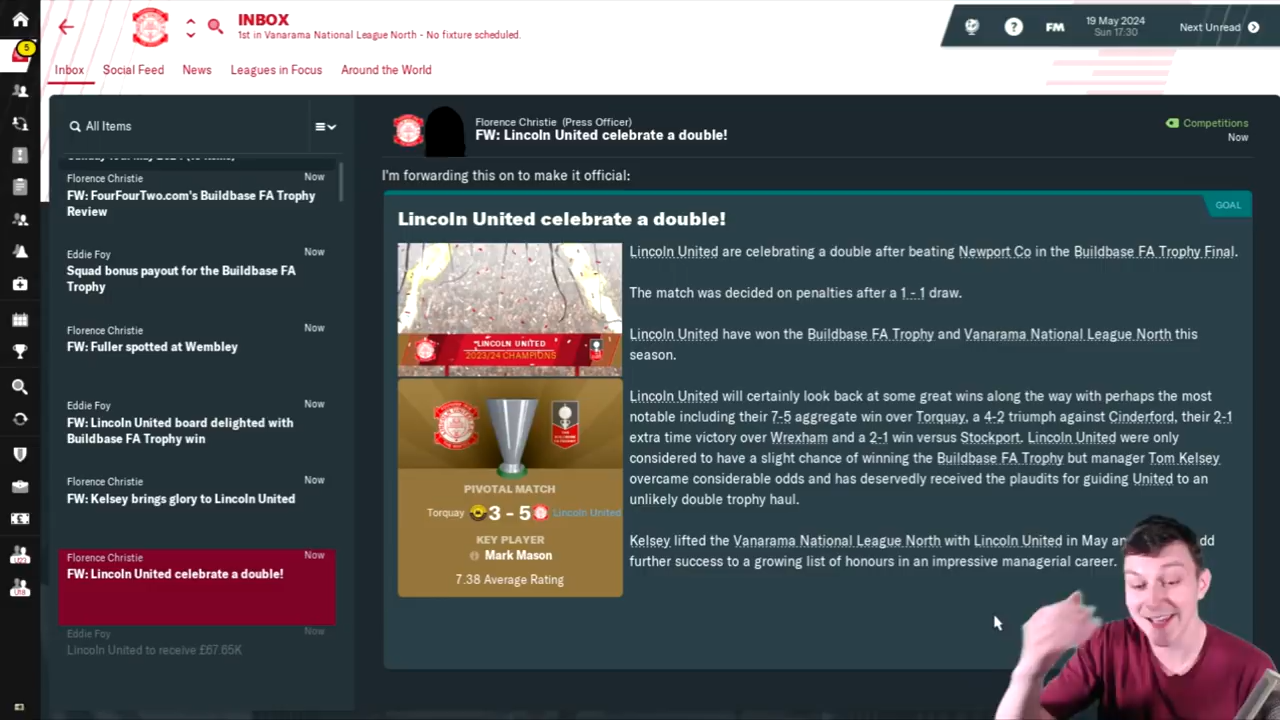 INBOX
1st in Vanarama National League North - No fixture scheduled.
FM
19 May 2024
Sun 17:30
Next Unread
5
Inbox
Social Feed
News
Leagues in Focus
Around the World
All Items
Florence Christie
Now
FW: FourFourTwo.com's Buildbase FA Trophy
Review
Eddie Foy
Now
Squad bonus payout for the Buildbase FA
Trophy
Florence Christie
Now
FW: Fuller spotted at Wembley
Eddie Foy
Now
FW: Lincoln United board delighted with
Buildbase FA Trophy win
Florence Christie
Now
FW: Kelsey brings glory to Lincoln United
Florence Christie
Now
FW: Lincoln United celebrate a double!
Eddie Foy
Now
Lincoln United to receive £67.65K
U23
U18
Florence Christie (Press Officer)
FW: Lincoln United celebrate a double!
Competitions
Now
I'm forwarding this on to make it official:
GOAL
Lincoln United celebrate a double!
LINCOLN UNITED
2023/24 CHAMPIONS
PIVOTAL MATCH
Torquay 3 - 5 Lincoln United
KEY PLAYER
Mark Mason
7.38 Average Rating
Lincoln United are celebrating a double after beating Newport Co in the Buildbase FA Trophy Final.
The match was decided on penalties after a 1 - 1 draw.
Lincoln United have won the Buildbase FA Trophy and Vanarama National League North this
season.
Lincoln United will certainly look back at some great wins along the way with perhaps the most
notable including their 7-5 aggregate win over Torquay, a 4-2 triumph against Cinderford, their 2-1
extra time victory over Wrexham and a 2-1 win versus Stockport. Lincoln United were only
considered to have a slight chance of winning the Buildbase FA Trophy but manager Tom Kelsey
overcame considerable odds and has deservedly received the plaudits for guiding United to an
unlikely double trophy haul.
Kelsey lifted the Vanarama National League North with Lincoln United in May an dd
further success to a growing list of honours in an impressive managerial career.